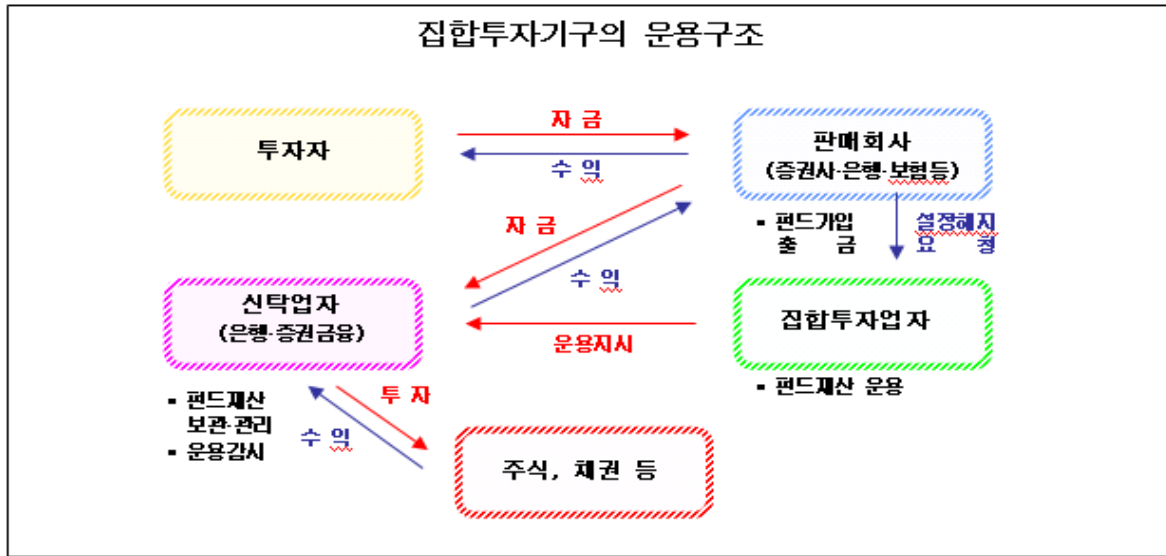 집합투자기구의 운용구조
투자자
자 금
수 익
판매회사
(증권사·은행·보험등)
▪ 펀드가입
출 금
설정해지
요 청
자 금
수 익
신탁업자
(은행·증권금융)
운용지시
집합투자업자
▪ 펀드재산 운용
▪ 펀드재산
보관·관리
▪ 운용감시
투 자
수 익
주식, 채권 등